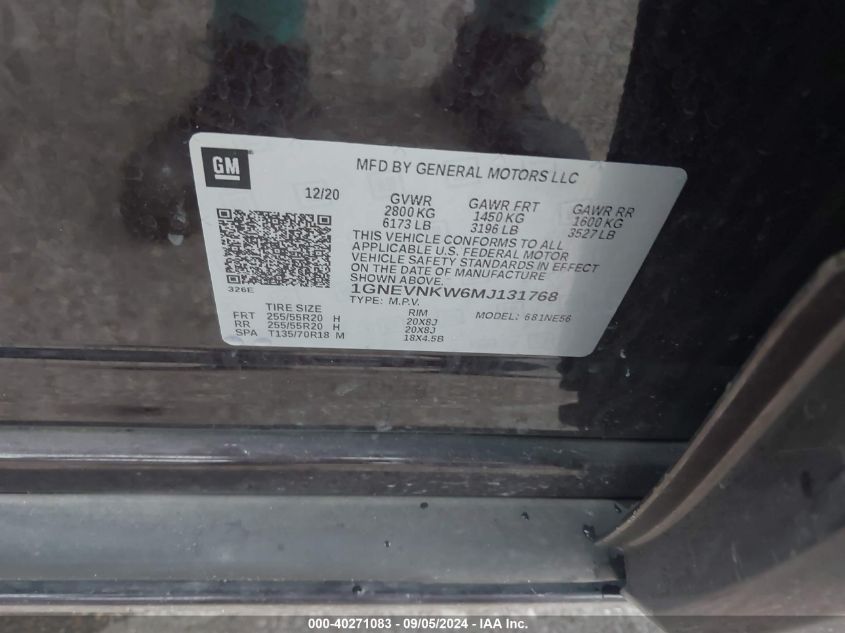 GM
MFD BY GENERAL MOTORS LLC
12/20
GVWR GAWR FRT GAWR RR
2800 KG 1450 KG 1600 KG
6173 LB 3196 LB 3527 LB
THIS VEHICLE CONFORMS TO ALL
APPLICABLE U.S. FEDERAL MOTOR
VEHICLE SAFETY STANDARDS IN EFFECT
ON THE DATE OF MANUFACTURE
SHOWN ABOVE.
326E
1GNEVNKW6MJ131768
TYPE: M.P.V.
MODEL: 681NE56
TIRE SIZE RIM
FRT 255/55R20 H 20X8J
RR 255/55R20 H 20X8J
SPA T135/70R18 M 18X4.5B
000-40271083 - 09/05/2024 - IAA Inc.